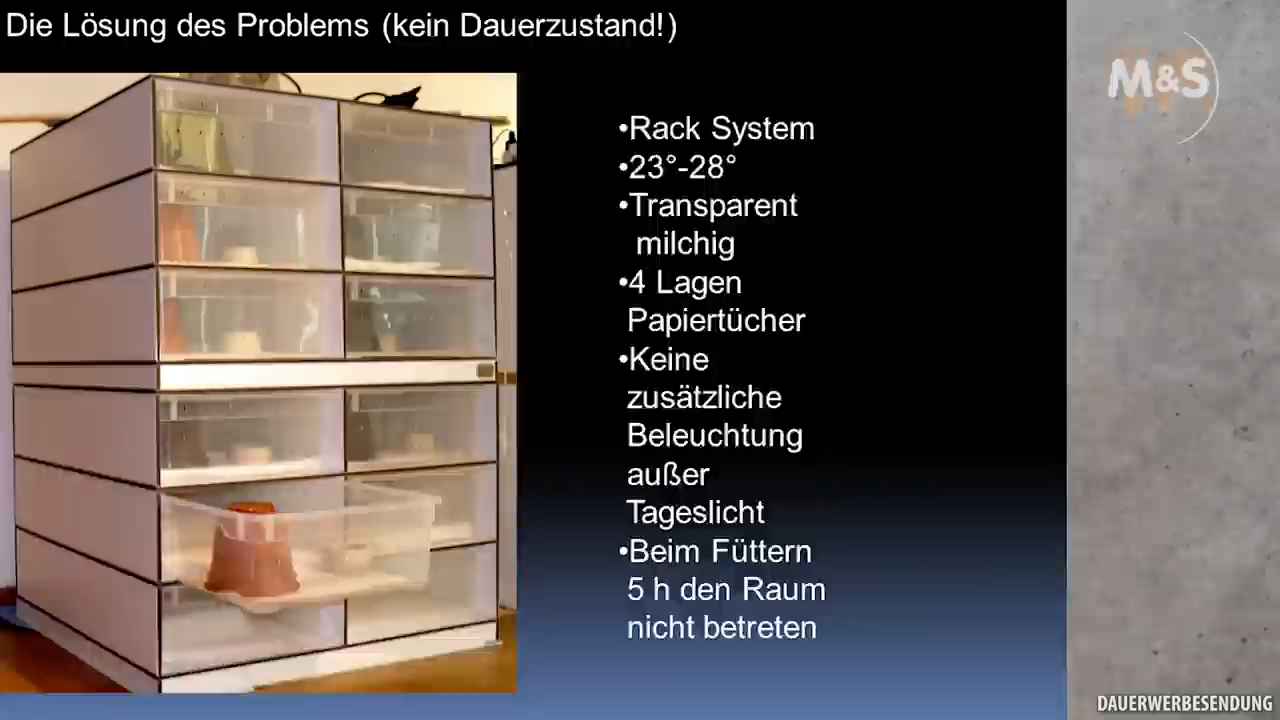 Die Lösung des Problems (kein Dauerzustand!)
M&S
•Rack System
•23°-28°
•Transparent
milchig
•4 Lagen
Papiertücher
•Keine
zusätzliche
Beleuchtung
außer
Tageslicht
•Beim Füttern
5 h den Raum
nicht betreten
DAUERWERBESENDUNG